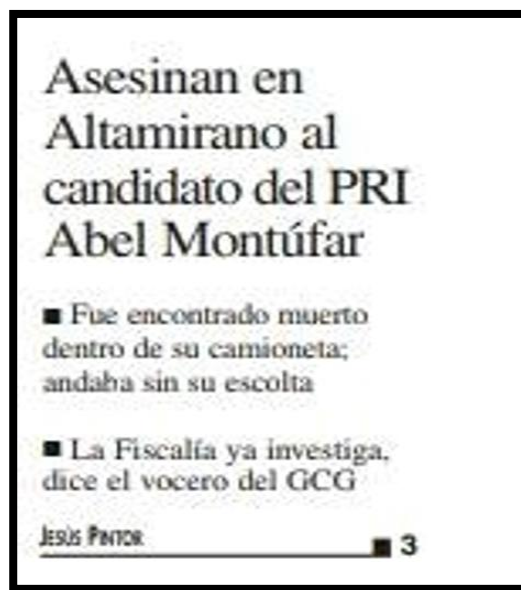 Asesinan en
Altamirano al
candidato del PRI
Abel Montúfar
■ Fue encontrado muerto
dentro de su camioneta;
andaba sin su escolta
■ La Fiscalía ya investiga,
dice el vocero del GCG
JESÚS PINTOR
■ 3